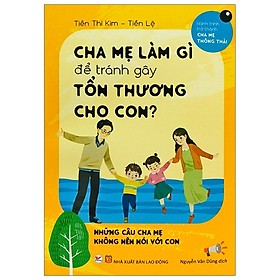 Tiền Thi Kim – Tiền Lệ
Hành trình
trở thành
CHA MẸ
THÔNG THÁI
CHA MẸ LÀM GÌ
để tránh gây
TỔN THƯƠNG
CHO CON?
NHỮNG CÂU CHA MẸ
KHÔNG NÊN NÓI VỚI CON
NHÀ XUẤT BẢN LAO ĐỘNG
Nguyễn Văn Dũng dịch